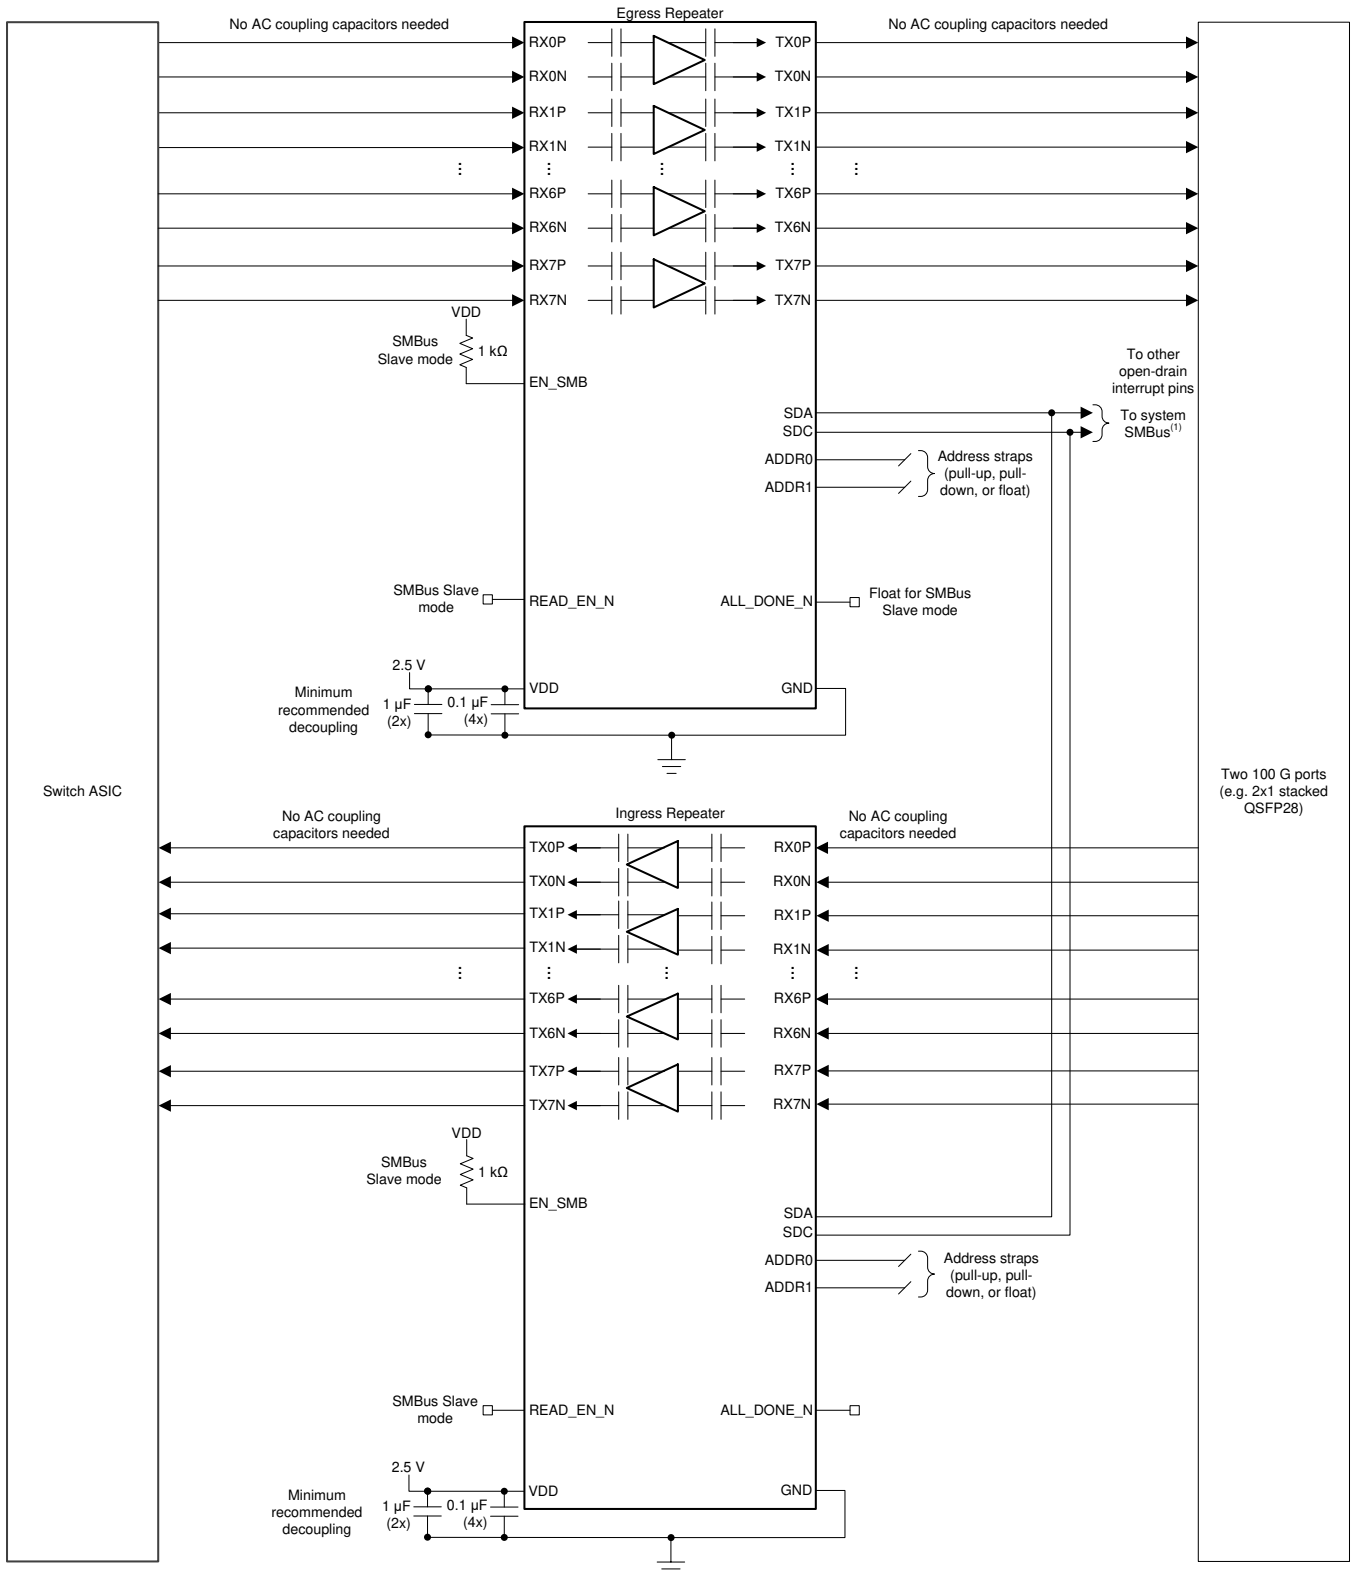 Egress Repeater
No AC coupling capacitors needed
No AC coupling capacitors needed
RX0P
TX0P
RX0N
TX0N
RX1P
TX1P
RX1N
TX1N
RX6P
TX6P
RX6N
TX6N
RX7P
TX7P
RX7N
TX7N
VDD
SMBus
Slave mode
1 kΩ
EN_SMB
To other
open-drain
interrupt pins
SDA
SDC
To system
SMBus(1)
ADDR0
ADDR1
Address straps
(pull-up, pull-
down, or float)
SMBus Slave
mode
READ_EN_N
ALL_DONE_N
Float for SMBus
Slave mode
2.5 V
VDD
GND
Minimum
recommended
decoupling
1 µF
(2x)
0.1 µF
(4x)
Switch ASIC
Two 100 G ports
(e.g. 2x1 stacked
QSFP28)
Ingress Repeater
No AC coupling
capacitors needed
No AC coupling
capacitors needed
TX0P
RX0P
TX0N
RX0N
TX1P
RX1P
TX1N
RX1N
TX6P
RX6P
TX6N
RX6N
TX7P
RX7P
TX7N
RX7N
VDD
SMBus
Slave mode
1 kΩ
EN_SMB
SDA
SDC
ADDR0
ADDR1
Address straps
(pull-up, pull-
down, or float)
SMBus Slave
mode
READ_EN_N
ALL_DONE_N
2.5 V
VDD
GND
Minimum
recommended
decoupling
1 µF
(2x)
0.1 µF
(4x)